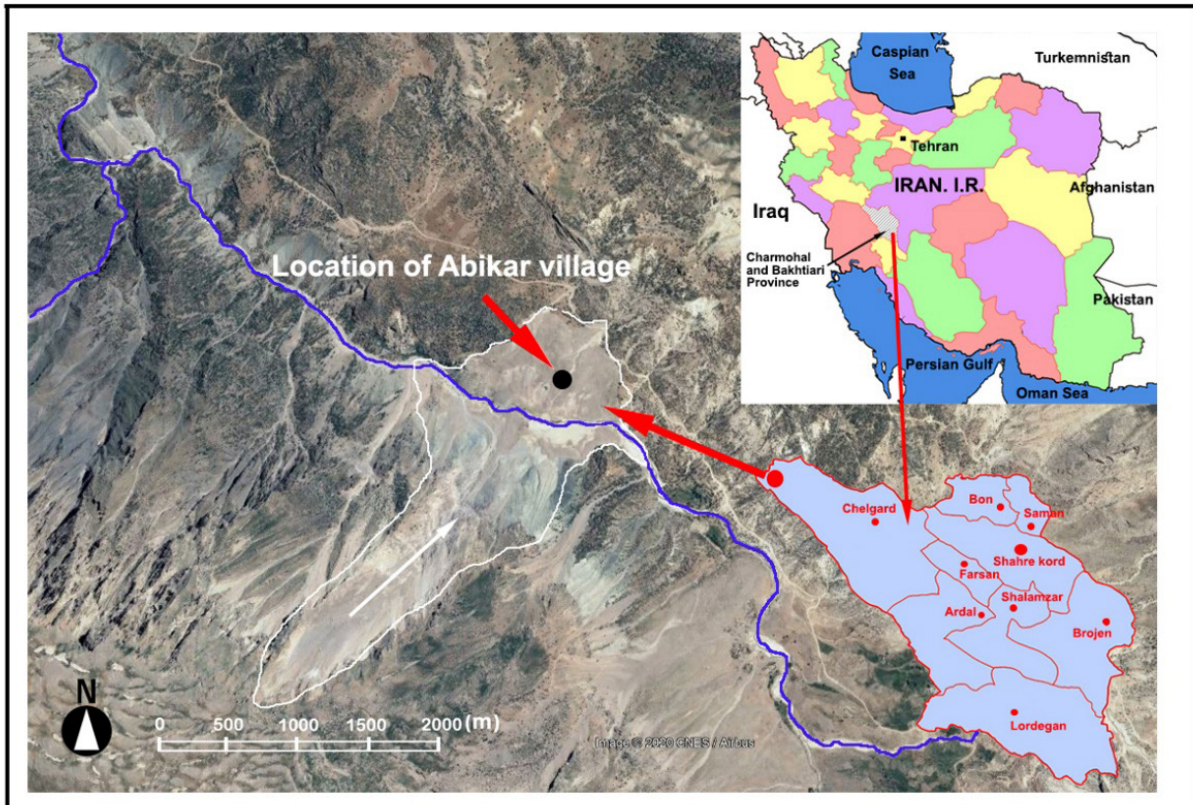 Caspian
Sea
Turkemnistan
Tehran
IRAN. I.R.
Afghanistan
Iraq
Charmohal
and Bakhtiari
Province
Pakistan
Persian Gulf
Oman Sea
Location of Abikar village
Bon
Saman
Chelgard
Shahre kord
Farsan
Shalamzar
Ardal
Brojen
Lordegan
N
0 500 1000 1500 2000 (m)
Image © 2020 CNES / Airbus